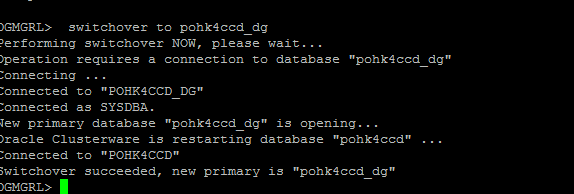 DGMGRL>  switchover to pohk4ccd_dg
Performing switchover NOW, please wait...
Operation requires a connection to database "pohk4ccd_dg"
Connecting ...
Connected to "POHK4CCD_DG"
Connected as SYSDBA.
New primary database "pohk4ccd_dg" is opening...
Oracle Clusterware is restarting database "pohk4ccd" ...
Connected to "POHK4CCD"
Switchover succeeded, new primary is "pohk4ccd_dg"
DGMGRL>